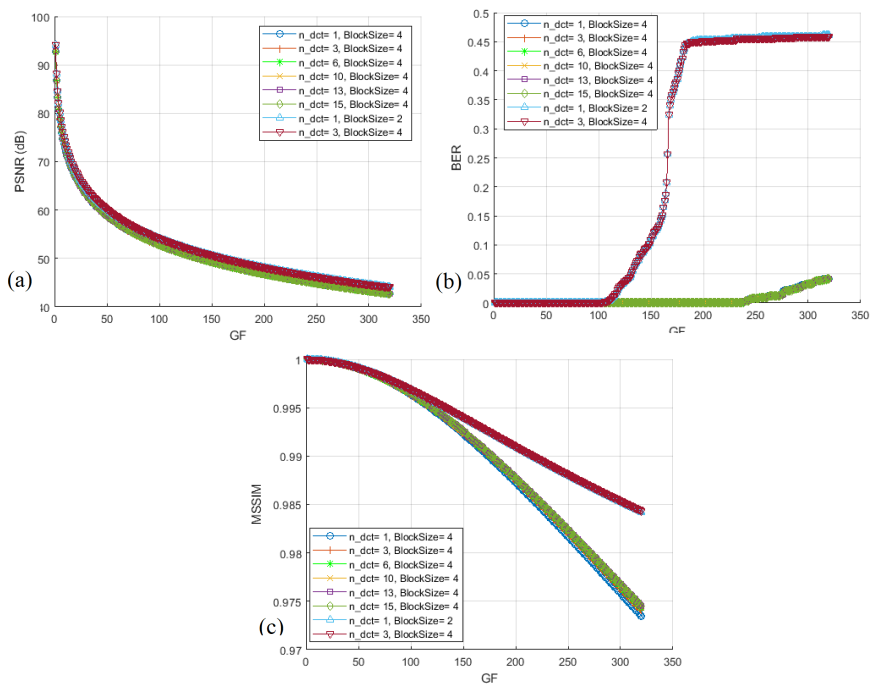 100
90
80
70
60
50
40
PSNR (dB)
0
50
100
150
200
250
300
350
GF
n_dct= 1, BlockSize= 4
n_dct= 3, BlockSize= 4
n_dct= 6, BlockSize= 4
n_dct= 10, BlockSize= 4
n_dct= 13, BlockSize= 4
n_dct= 15, BlockSize= 4
n_dct= 1, BlockSize= 2
n_dct= 3, BlockSize= 4
(a)
0.5
0.45
0.4
0.35
0.3
0.25
0.2
0.15
0.1
0.05
0
BER
0
50
100
150
200
250
300
350
GF
n_dct= 1, BlockSize= 4
n_dct= 3, BlockSize= 4
n_dct= 6, BlockSize= 4
n_dct= 10, BlockSize= 4
n_dct= 13, BlockSize= 4
n_dct= 15, BlockSize= 4
n_dct= 1, BlockSize= 2
n_dct= 3, BlockSize= 4
(b)
1
0.995
0.99
0.985
0.98
0.975
0.97
MSSIM
0
50
100
150
200
250
300
350
GF
n_dct= 1, BlockSize= 4
n_dct= 3, BlockSize= 4
n_dct= 6, BlockSize= 4
n_dct= 10, BlockSize= 4
n_dct= 13, BlockSize= 4
n_dct= 15, BlockSize= 4
n_dct= 1, BlockSize= 2
n_dct= 3, BlockSize= 4
(c)